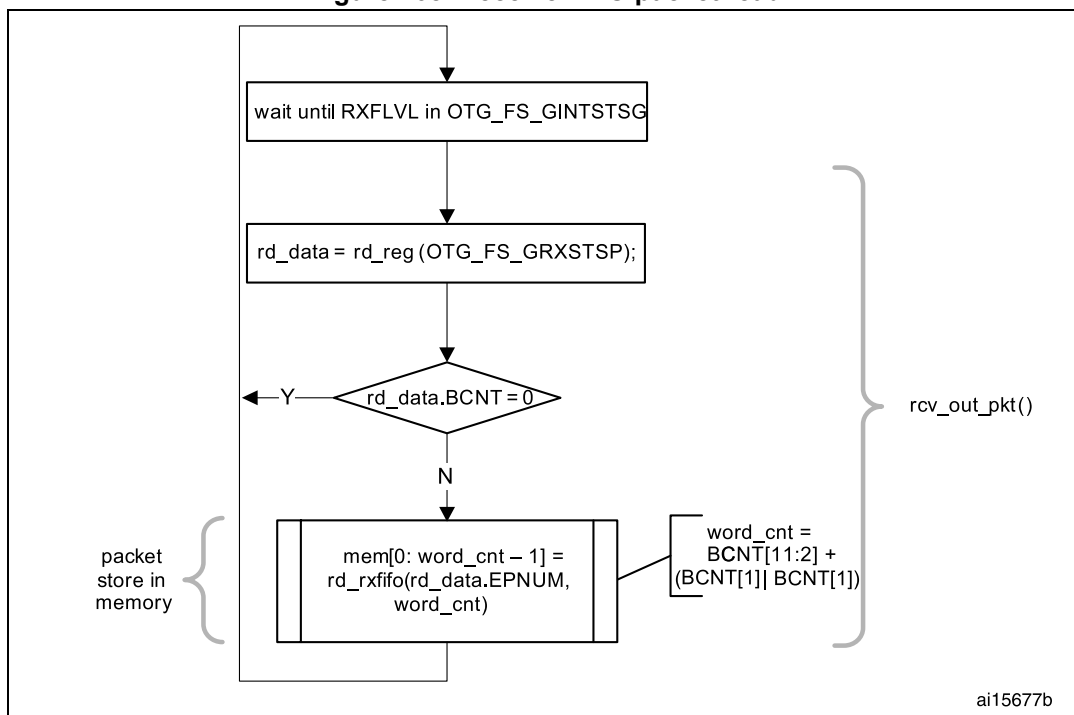 wait until RXFLVL in OTG_FS_GINTSTSG
rd_data = rd_reg (OTG_FS_GRXSTSP);
rd_data.BCNT = 0
Y
rcv_out_pkt()
N
packet
store in
memory
mem[0: word_cnt – 1] =
rd_rxfifo(rd_data.EPNUM,
word_cnt)
word_cnt =
BCNT[11:2] +
(BCNT[1]| BCNT[1])
ai15677b